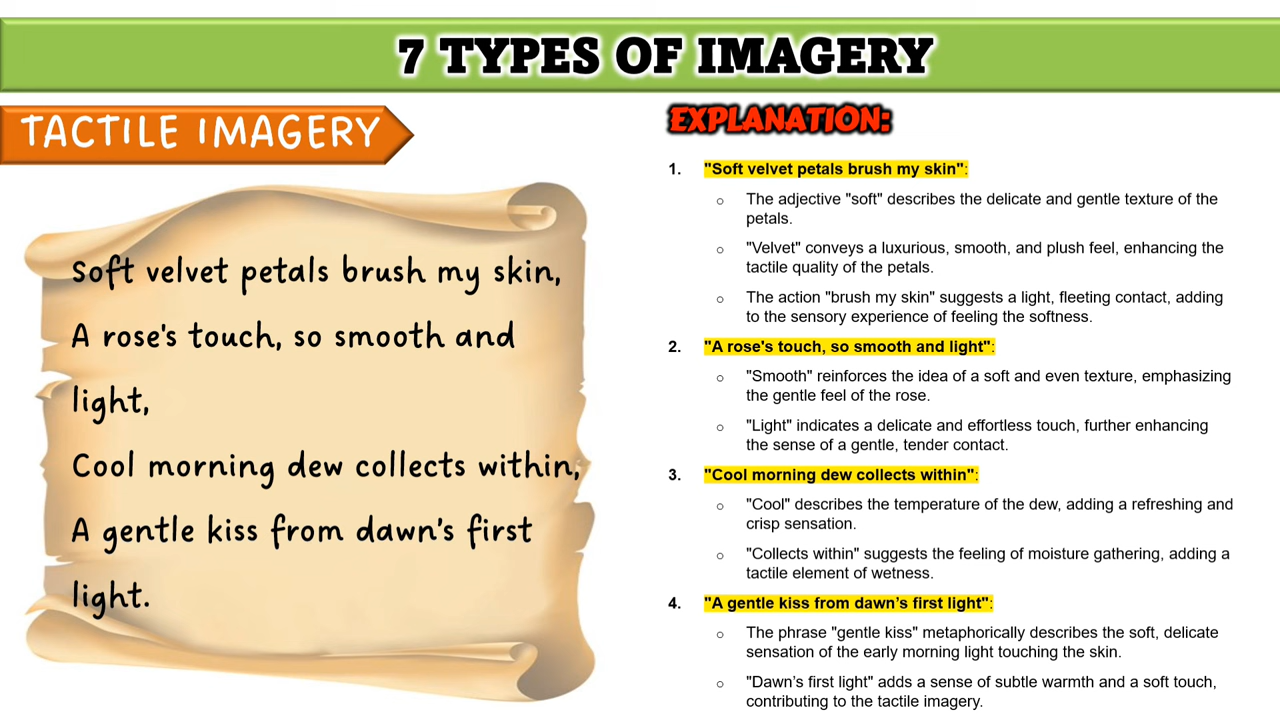 7 TYPES OF IMAGERY
TACTILE IMAGERY
Soft velvet petals brush my skin,
A rose's touch, so smooth and
light,
Cool morning dew collects within,
A gentle kiss from dawn's first
light.
EXPLANATION:
1. "Soft velvet petals brush my skin":
○ The adjective "soft" describes the delicate and gentle texture of the
petals.
○ "Velvet" conveys a luxurious, smooth, and plush feel, enhancing the
tactile quality of the petals.
○ The action "brush my skin" suggests a light, fleeting contact, adding
to the sensory experience of feeling the softness.
2. "A rose's touch, so smooth and light":
○ "Smooth" reinforces the idea of a soft and even texture, emphasizing
the gentle feel of the rose.
○ "Light" indicates a delicate and effortless touch, further enhancing
the sense of a gentle, tender contact.
3. "Cool morning dew collects within":
○ "Cool" describes the temperature of the dew, adding a refreshing and
crisp sensation.
○ "Collects within" suggests the feeling of moisture gathering, adding a
tactile element of wetness.
4. "A gentle kiss from dawn’s first light":
○ The phrase "gentle kiss" metaphorically describes the soft, delicate
sensation of the early morning light touching the skin.
○ "Dawn’s first light" adds a sense of subtle warmth and a soft touch,
contributing to the tactile imagery.